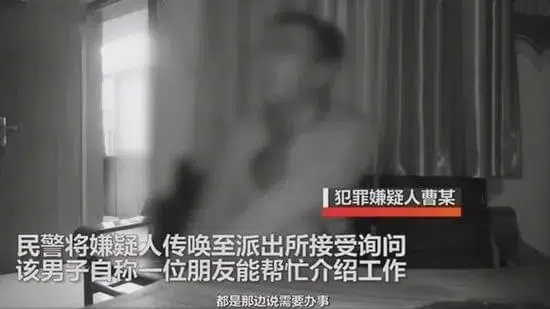 犯罪嫌疑人曹某
民警将嫌疑人传唤至派出所接受询问
该男子自称一位朋友能帮忙介绍工作
都是那边说需要办事